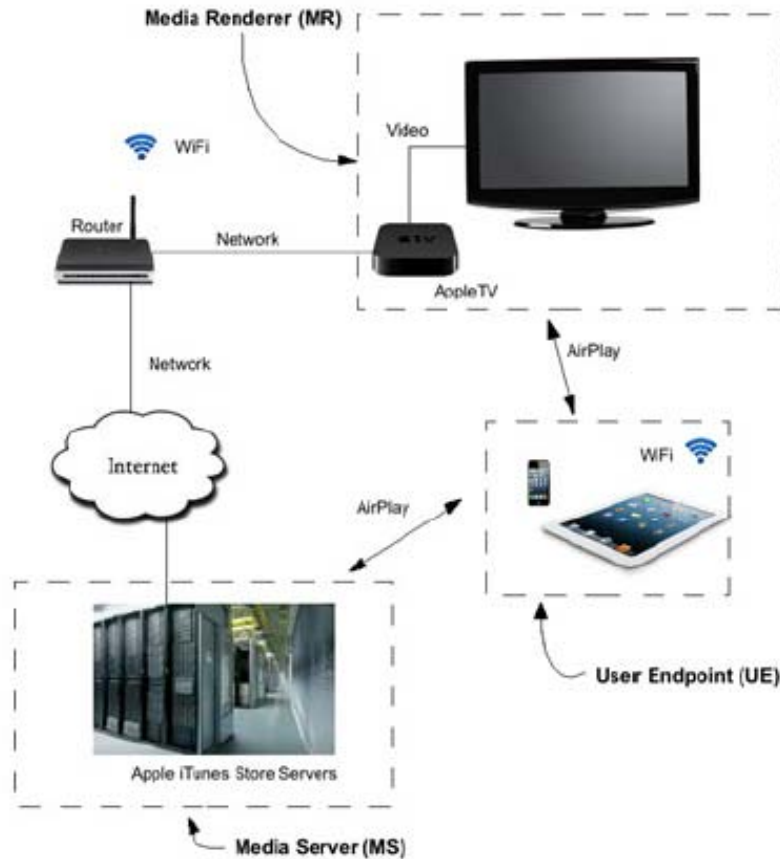 Media Renderer (MR)
Video
WiFi
Router
Network
tv
AppleTV
Network
AirPlay
WiFi
Internet
AirPlay
User Endpoint (UE)
Apple iTunes Store Servers
Media Server (MS)